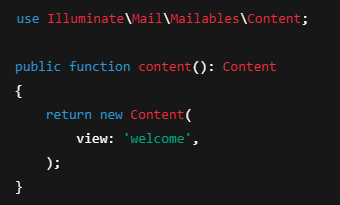 use Illuminate\Mail\Mailables\Content;
public function content(): Content
{
    return new Content(
        view: 'welcome',
    );
}